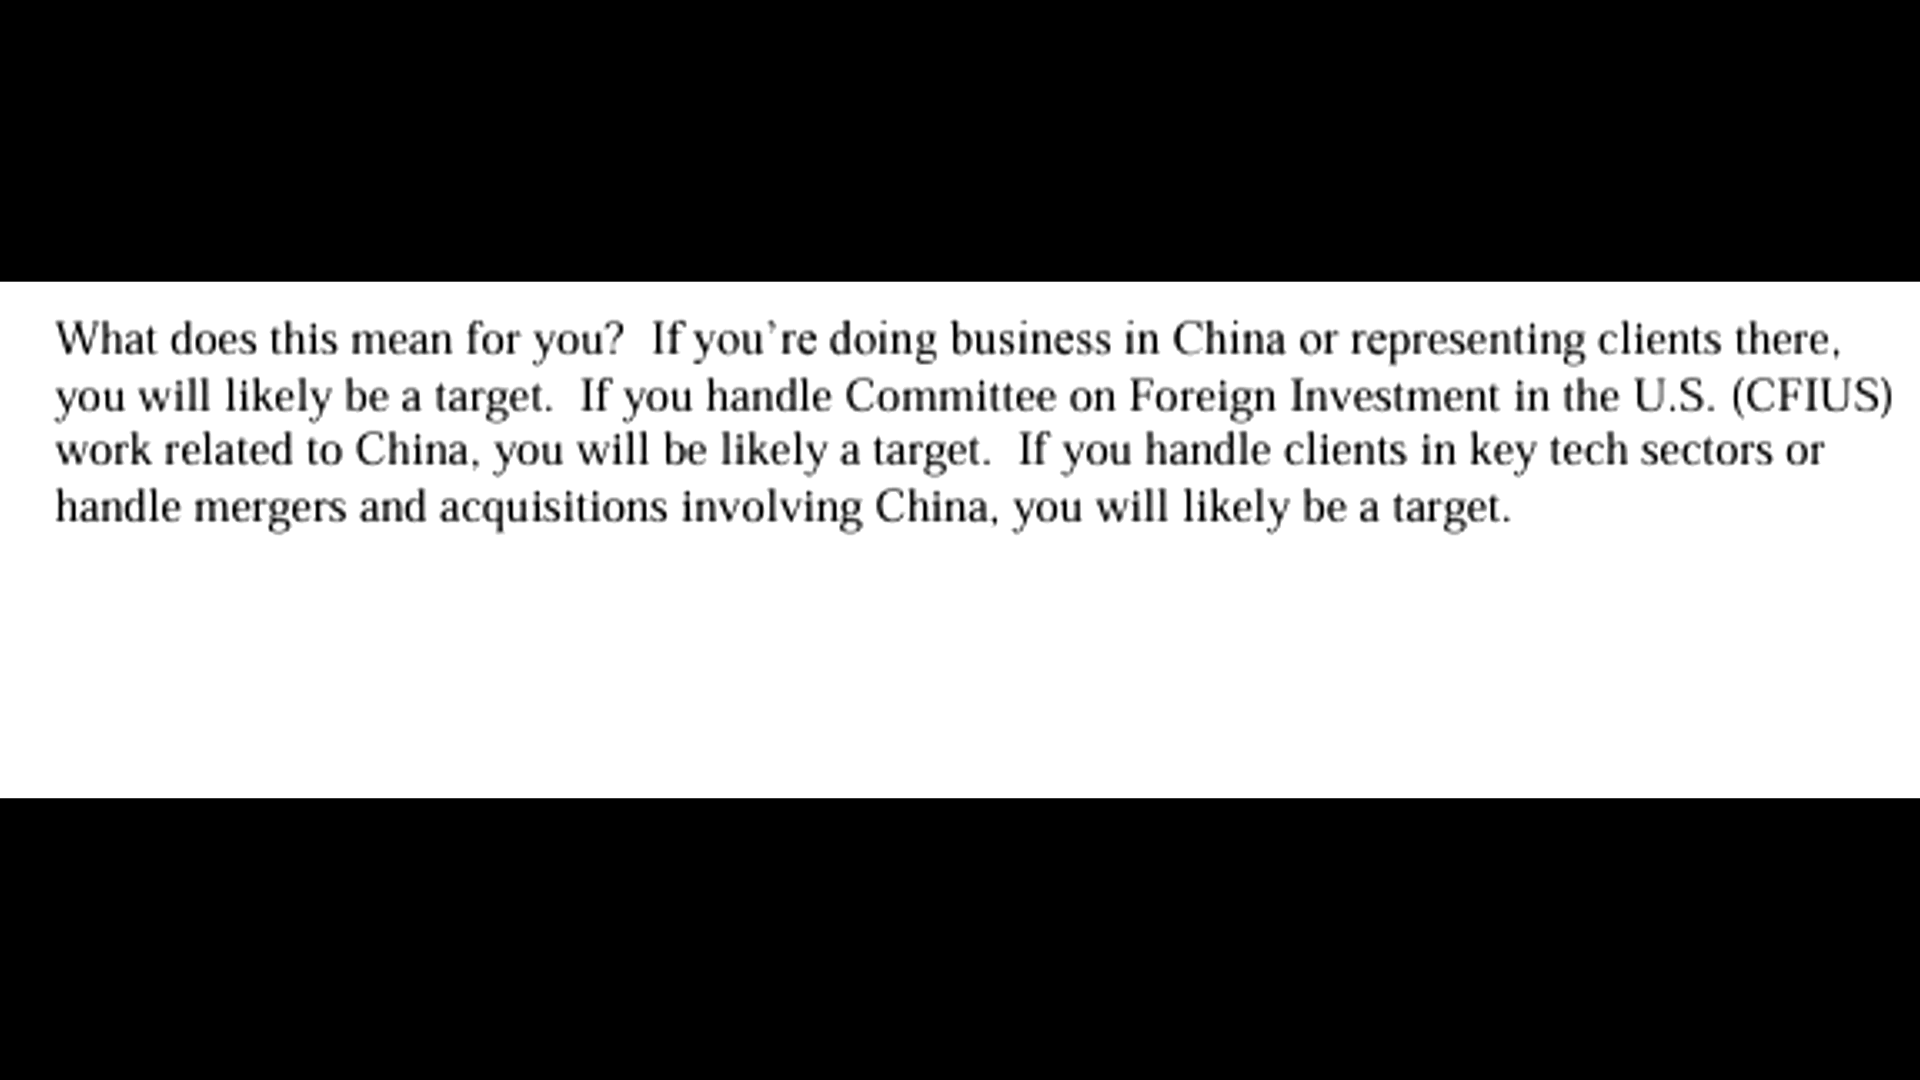 What does this mean for you?  If you’re doing business in China or representing clients there,
you will likely be a target.  If you handle Committee on Foreign Investment in the U.S. (CFIUS)
work related to China, you will be likely a target.  If you handle clients in key tech sectors or
handle mergers and acquisitions involving China, you will likely be a target.